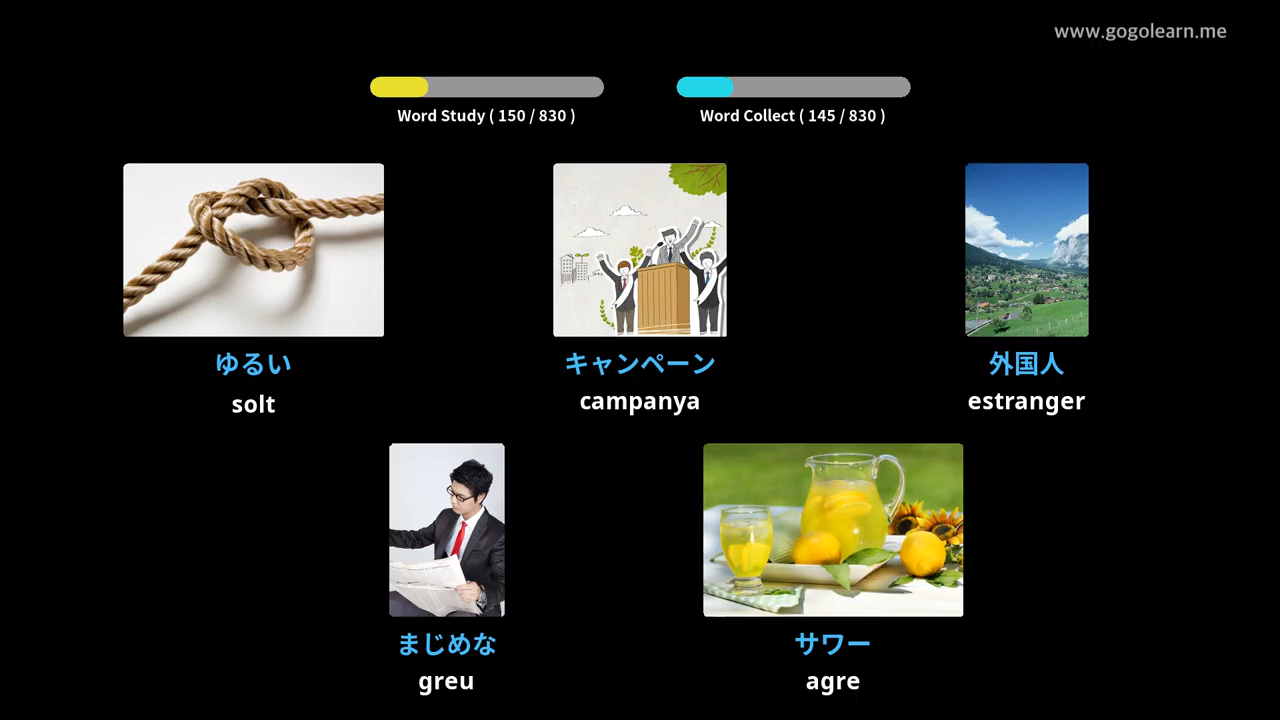 www.gogolearn.me
Word Study ( 150 / 830 )
Word Collect ( 145 / 830 )
ゆるい
solt
キャンペーン
campanya
外国人
estranger
まじめな
greu
サワー
agre